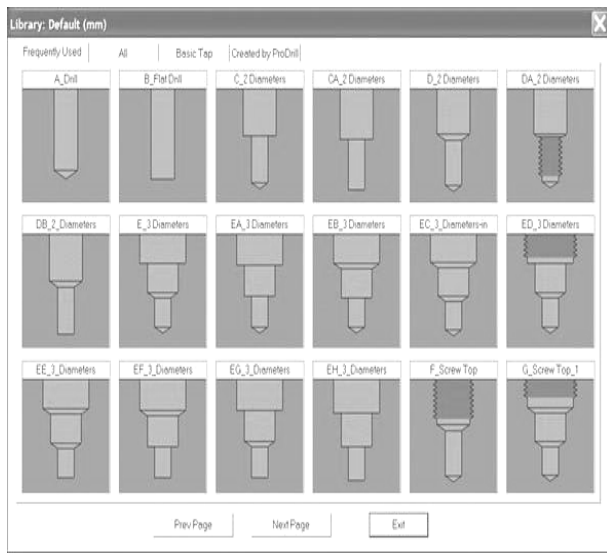 Library: Default (mm)
Frequently Used All Basic Tap Created by ProDrill
A_Drill B_Flat Drill C_2 Diameters CA_2 Diameters D_2 Diameters DA_2 Diameters
DB_2_Diameters E_3 Diameters EA_3 Diameters EB_3 Diameters EC_3_Diameters-in ED_3 Diameters
EE_3_Diameters EF_3_Diameters EG_3_Diameters EH_3_Diameters F_Screw Top G_Screw Top_1
Prev Page Next Page Exit